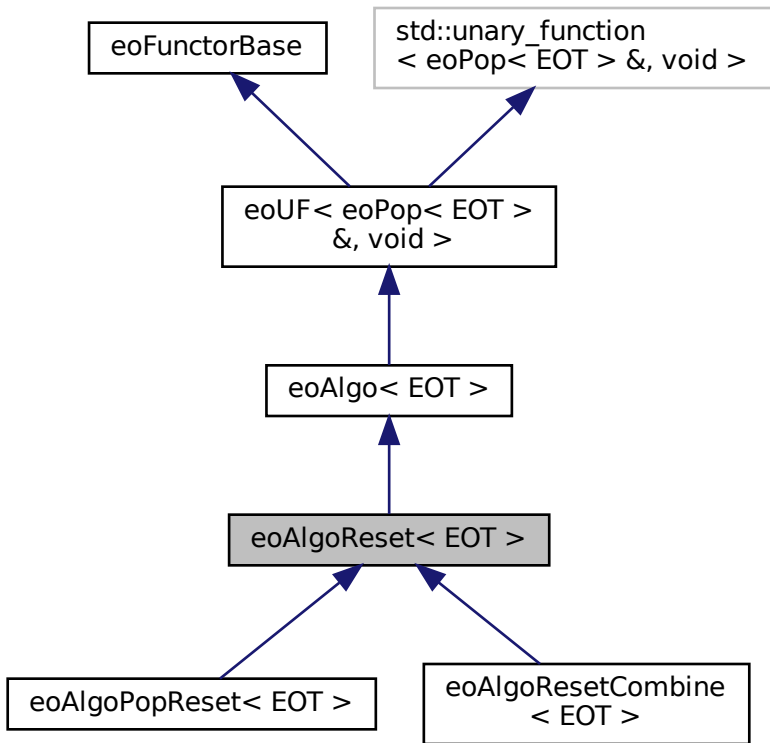 eoFunctorBase
std::unary_function
< eoPop< EOT > &, void >
eoUF< eoPop< EOT >
&, void >
eoAlgo< EOT >
eoAlgoReset< EOT >
eoAlgoPopReset< EOT >
eoAlgoResetCombine
< EOT >